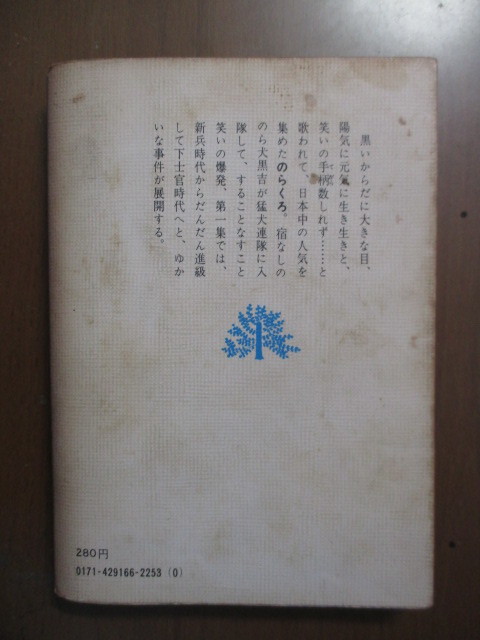 黒いからだに大きな目、
陽気に元気に生き生きと、
笑いの手柄数しれず……と
歌われて、日本中の人気を
集めたのらくろ。宿なしの
のら犬黒吉が猛犬連隊に入
隊して、することなすこと
笑いの爆発、第一集では、
新兵時代からだんだん進級
して下士官時代へと、ゆか
いな事件が展開する。
280円
0171-429166-2253 (0)